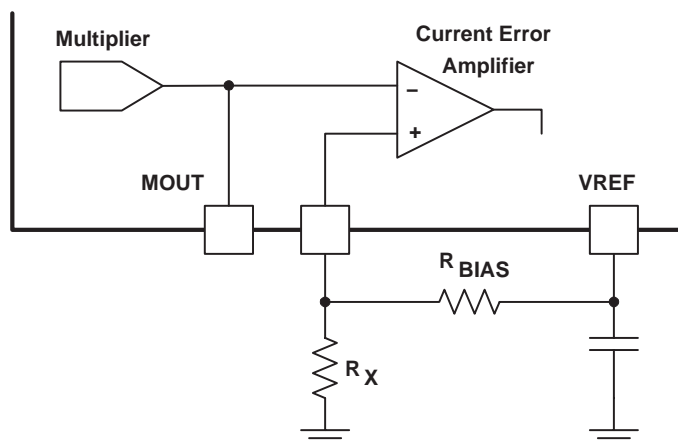 Multiplier
Current Error
Amplifier
−
+
MOUT
VREF
R BIAS
R X